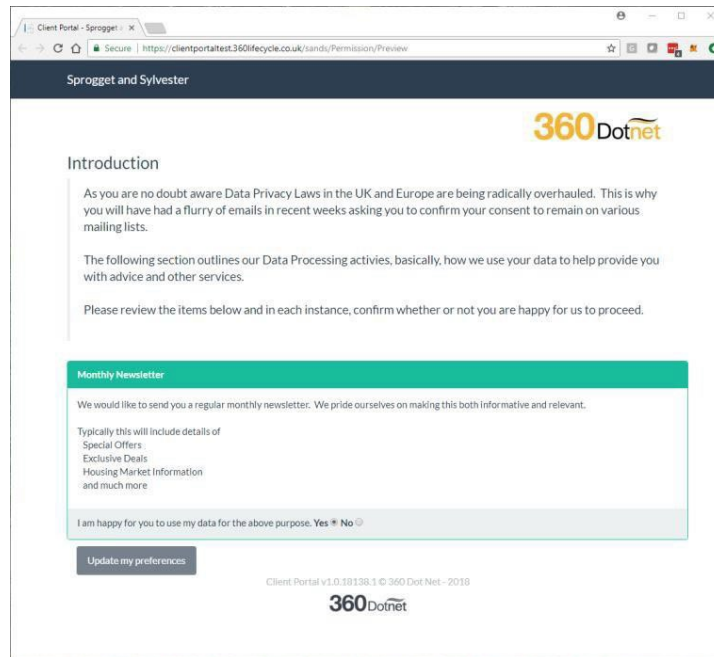 Client Portal - Sprogget a
Secure | https://clientportaltest.360lifecycle.co.uk/sands/Permission/Preview
Sprogget and Sylvester
360 Dotnet
Introduction
As you are no doubt aware Data Privacy Laws in the UK and Europe are being radically overhauled. This is why
you will have had a flurry of emails in recent weeks asking you to confirm your consent to remain on various
mailing lists.
The following section outlines our Data Processing activies, basically, how we use your data to help provide you
with advice and other services.
Please review the items below and in each instance, confirm whether or not you are happy for us to proceed.
Monthly Newsletter
We would like to send you a regular monthly newsletter. We pride ourselves on making this both informative and relevant.
Typically this will include details of
Special Offers
Exclusive Deals
Housing Market Information
and much more
I am happy for you to use my data for the above purpose. Yes No
Update my preferences
Client Portal v1.0.18138.1 © 360 Dot Net - 2018
360 Dotnet